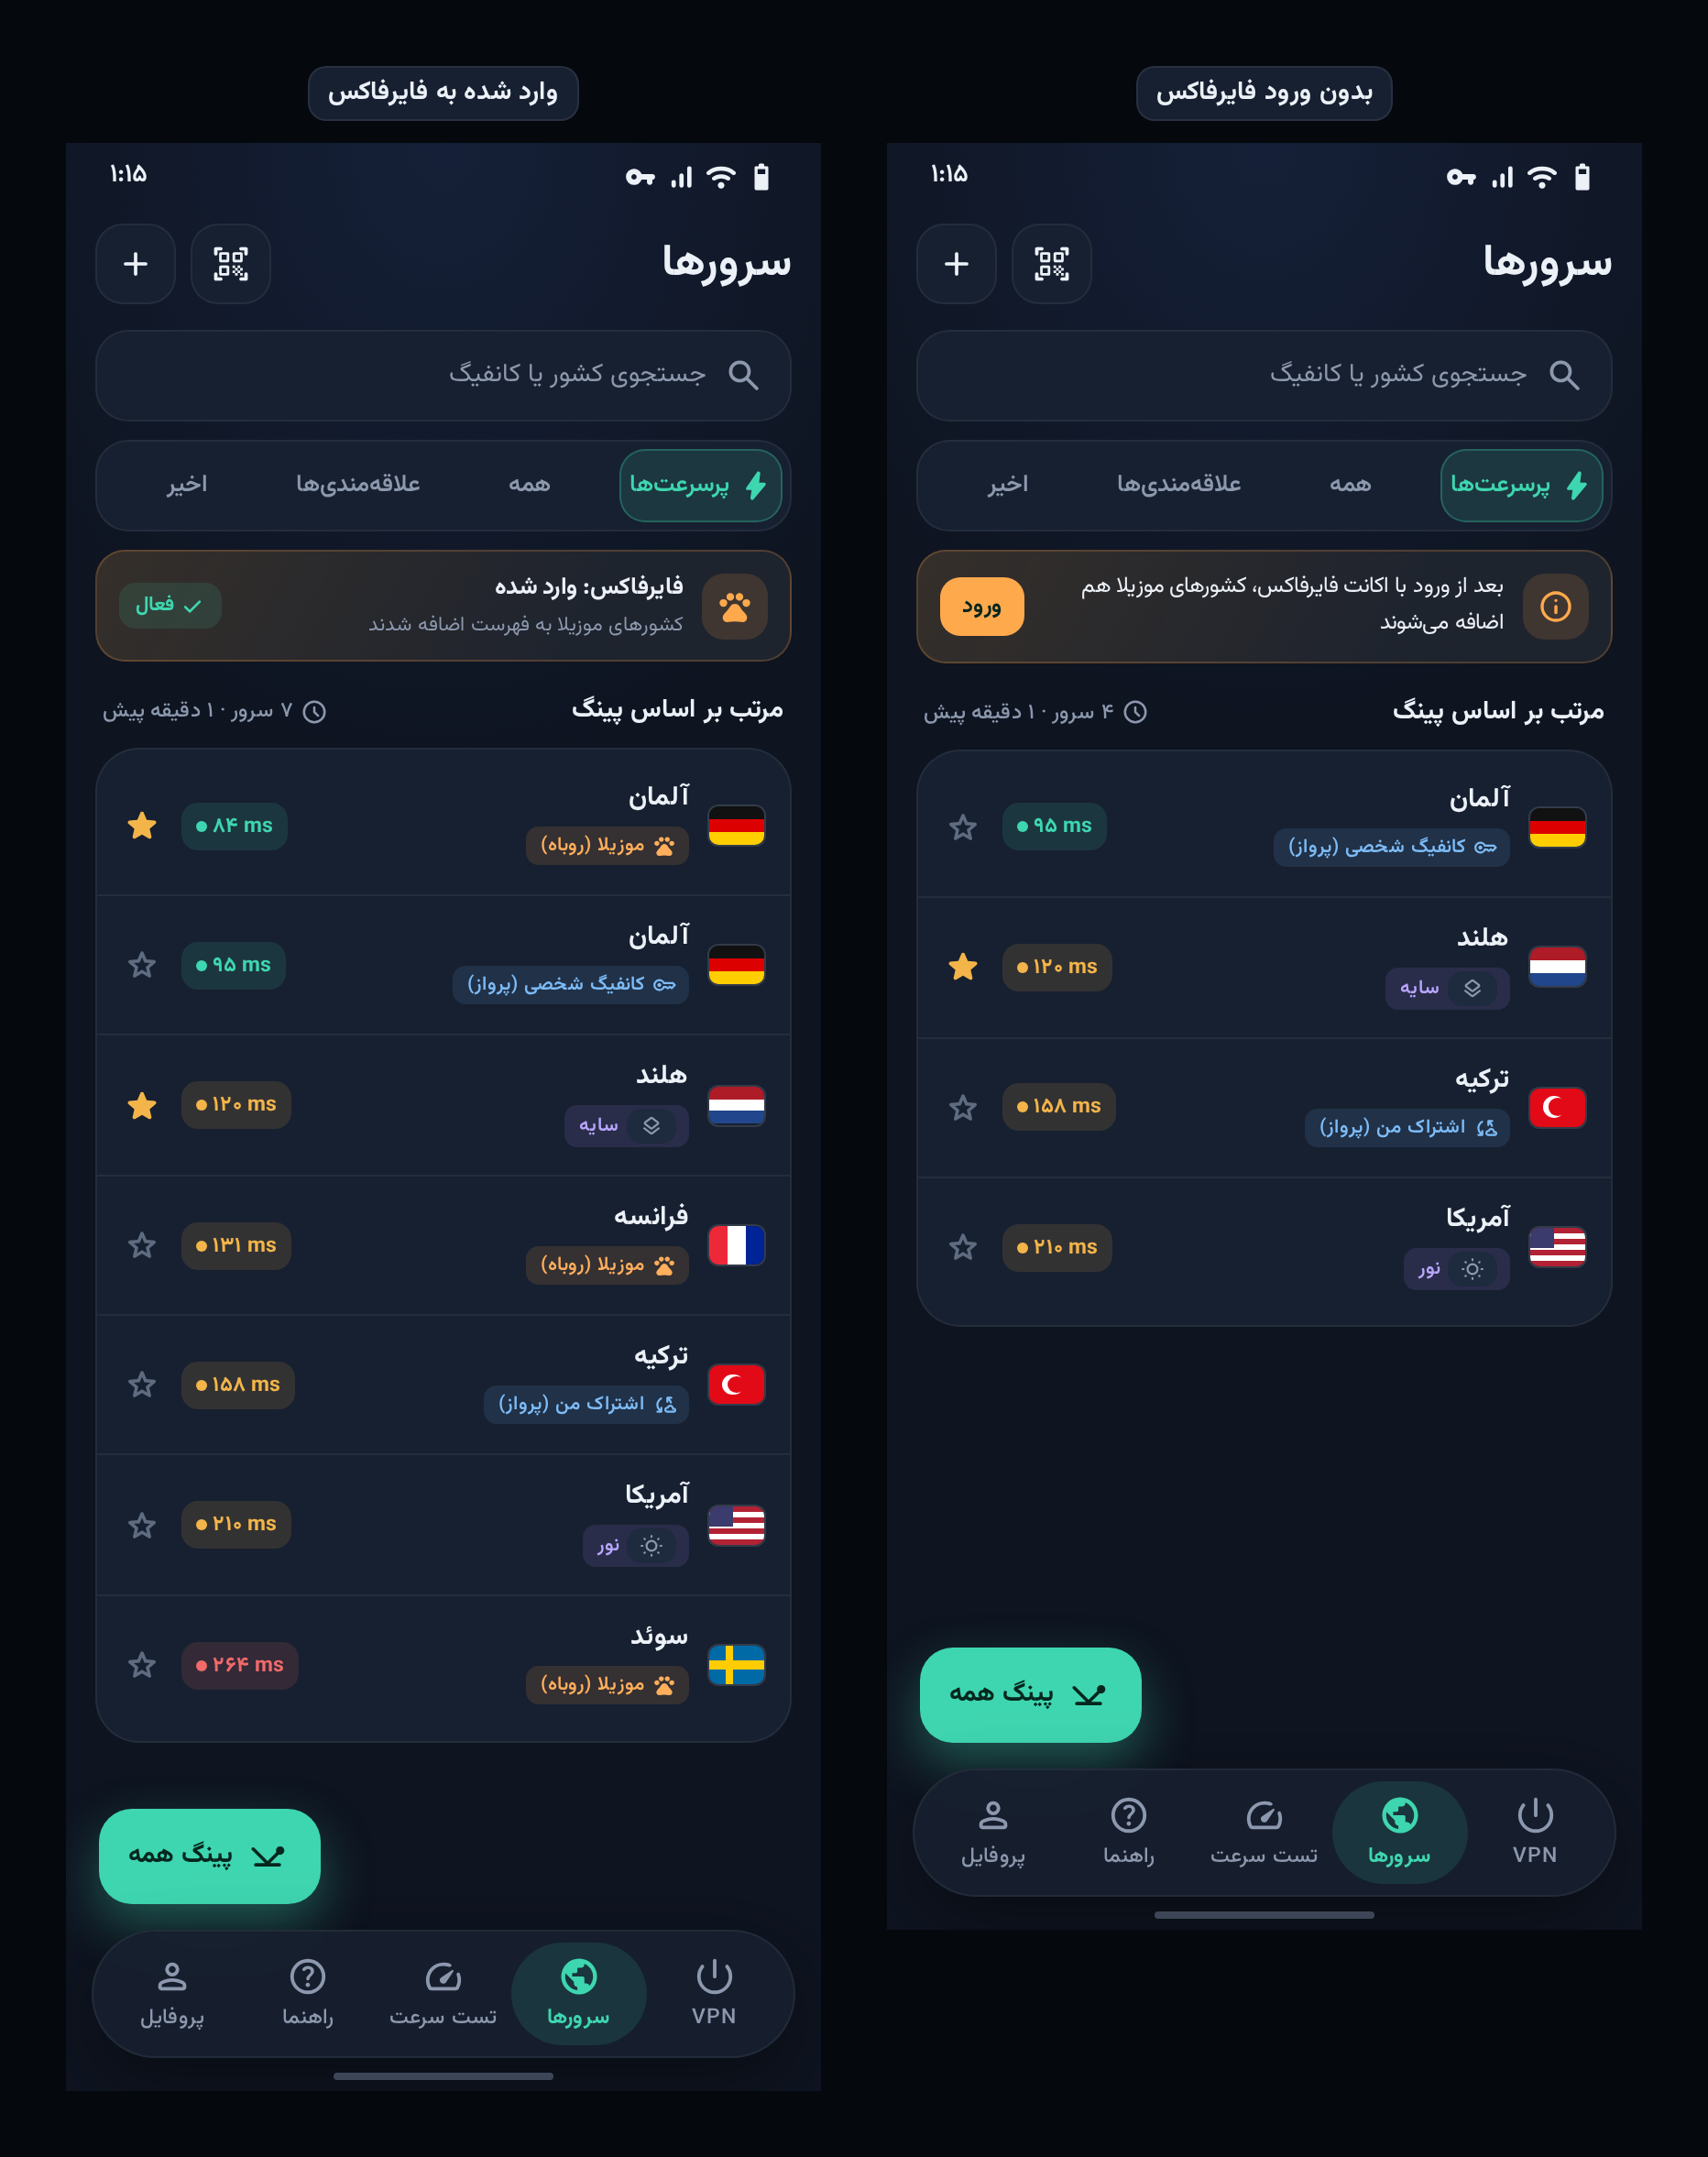 بدون ورود فایرفاکس
۱:۱۵
سرورها
جستجوی کشور یا کانفیگ
پرسرعت‌ها
همه
علاقه‌مندی‌ها
اخیر
بعد از ورود با اکانت فایرفاکس، کشورهای موزیلا هم
اضافه می‌شوند
ورود
مرتب بر اساس پینگ
۴ سرور · ۱ دقیقه پیش
آلمان
کانفیگ شخصی (پرواز)
۹۵ ms
هلند
سایه
۱۲۰ ms
ترکیه
اشتراک من (پرواز)
۱۵۸ ms
آمریکا
نور
۲۱۰ ms
پینگ همه
VPN
سرورها
تست سرعت
راهنما
پروفایل
وارد شده به فایرفاکس
۱:۱۵
سرورها
جستجوی کشور یا کانفیگ
پرسرعت‌ها
همه
علاقه‌مندی‌ها
اخیر
فایرفاکس: وارد شده
کشورهای موزیلا به فهرست اضافه شدند
فعال
مرتب بر اساس پینگ
۷ سرور · ۱ دقیقه پیش
آلمان
موزیلا (روباه)
۸۴ ms
آلمان
کانفیگ شخصی (پرواز)
۹۵ ms
هلند
سایه
۱۲۰ ms
فرانسه
موزیلا (روباه)
۱۳۱ ms
ترکیه
اشتراک من (پرواز)
۱۵۸ ms
آمریکا
نور
۲۱۰ ms
سوئد
موزیلا (روباه)
۲۶۴ ms
پینگ همه
VPN
سرورها
تست سرعت
راهنما
پروفایل